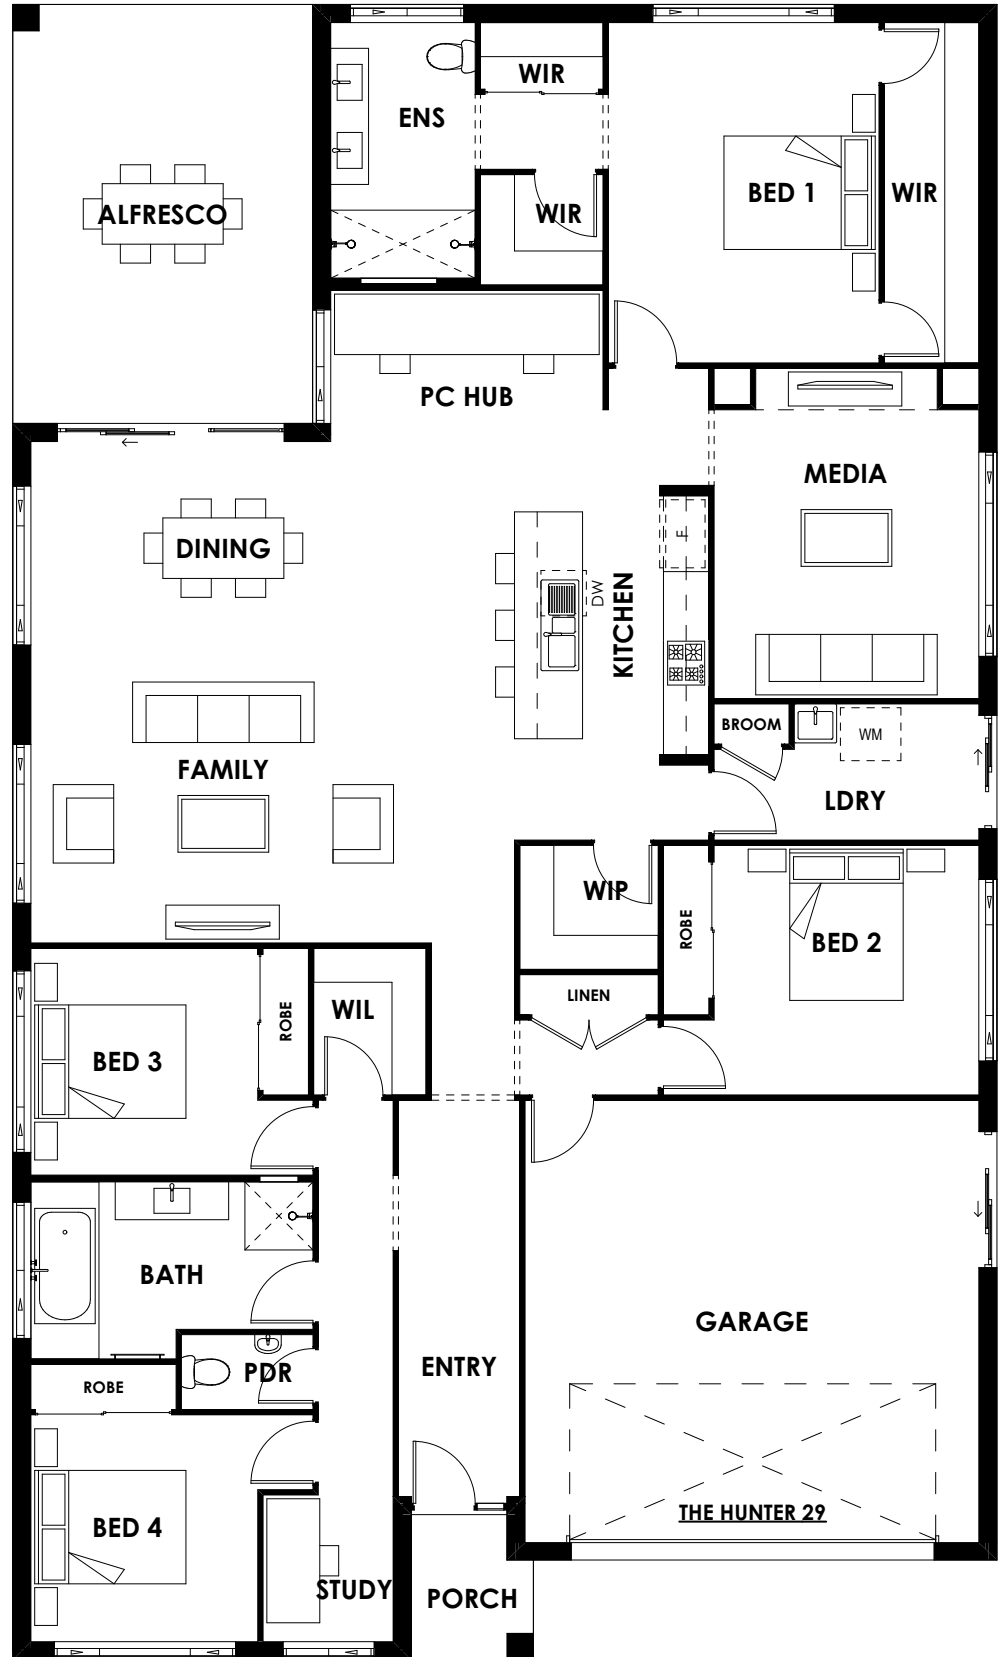 WIR
ENS
BED 1
WIR
WIR
ALFRESCO
PC HUB
MEDIA
DINING
F
DW
KITCHEN
BROOM
WM
FAMILY
LDRY
WIP
ROBE
BED 2
LINEN
WIL
ROBE
BED 3
BATH
GARAGE
ENTRY
PDR
ROBE
THE HUNTER 29
BED 4
STUDY
PORCH